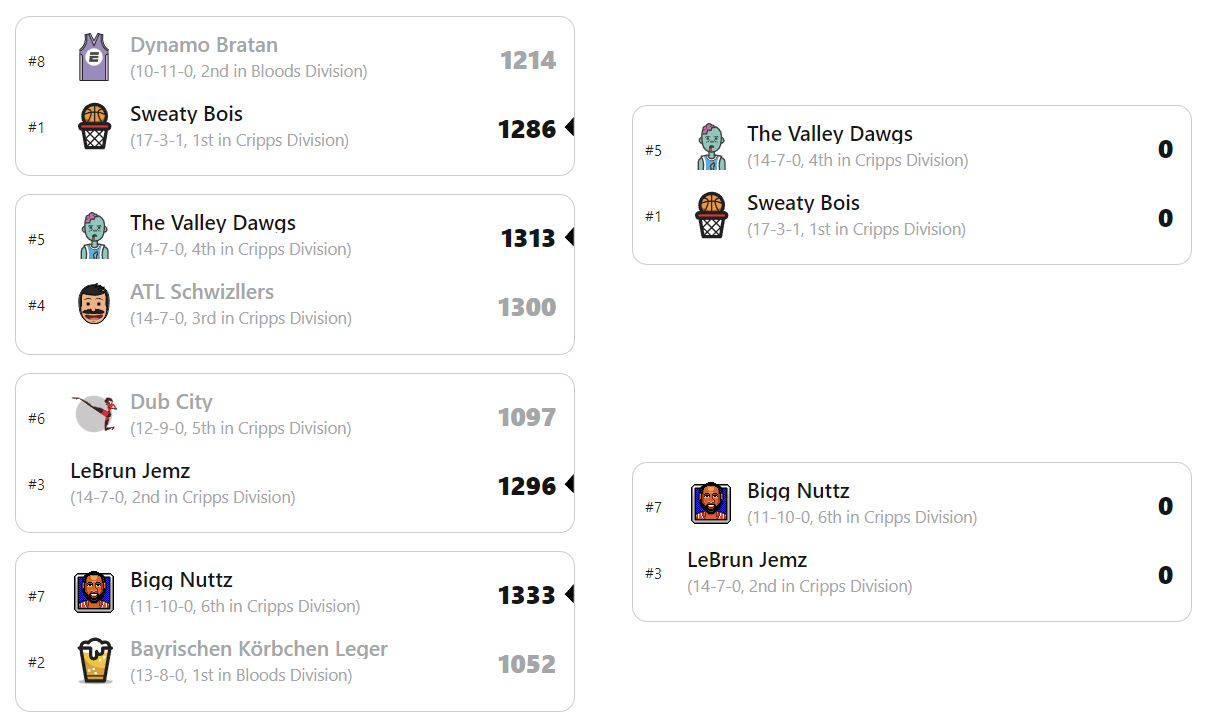 #8
Dynamo Bratan
(10-11-0, 2nd in Bloods Division)
1214
#1
Sweaty Bois
(17-3-1, 1st in Cripps Division)
1286
#5
The Valley Dawgs
(14-7-0, 4th in Cripps Division)
1313
#4
ATL Schwizllers
(14-7-0, 3rd in Cripps Division)
1300
#6
Dub City
(12-9-0, 5th in Cripps Division)
1097
#3
LeBrun Jemz
(14-7-0, 2nd in Cripps Division)
1296
#7
Bigg Nuttz
(11-10-0, 6th in Cripps Division)
1333
#2
Bayrischen Körbchen Leger
(13-8-0, 1st in Bloods Division)
1052
#5
The Valley Dawgs
(14-7-0, 4th in Cripps Division)
0
#1
Sweaty Bois
(17-3-1, 1st in Cripps Division)
0
#7
Bigg Nuttz
(11-10-0, 6th in Cripps Division)
0
#3
LeBrun Jemz
(14-7-0, 2nd in Cripps Division)
0